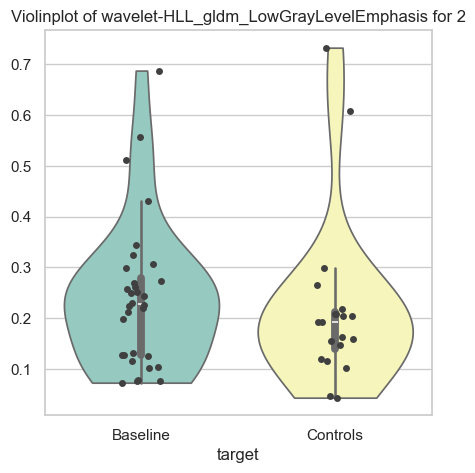 Violinplot of wavelet-HLL_gldm_LowGrayLevelEmphasis for 2
0.7
0.6
0.5
0.4
0.3
0.2
0.1
Baseline Controls
target